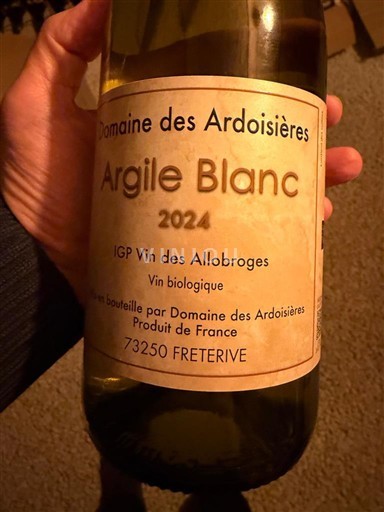 Domaine des Ardoisières
Argile Blanc
2024
IGP Vin des Allobroges
Vin biologique
en bouteille par Domaine des Ardoisières
Produit de France
73250 FRETERIVE